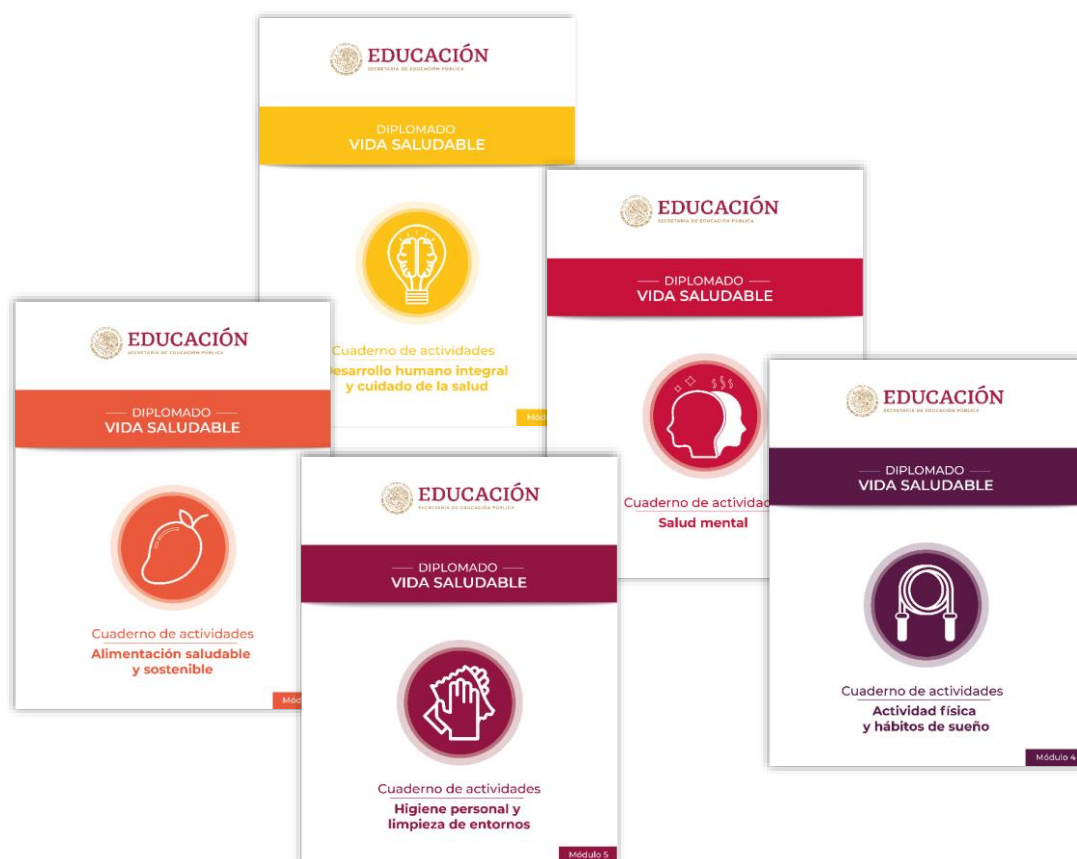 EDUCACIÓN
SECRETARÍA DE EDUCACIÓN PÚBLICA
DIPLOMADO
VIDA SALUDABLE
Cuaderno de actividades
Desarrollo humano integral
y cuidado de la salud
EDUCACIÓN
SECRETARÍA DE EDUCACIÓN PÚBLICA
DIPLOMADO
VIDA SALUDABLE
Cuaderno de actividades
Salud mental
EDUCACIÓN
SECRETARÍA DE EDUCACIÓN PÚBLICA
DIPLOMADO
VIDA SALUDABLE
Cuaderno de actividades
Alimentación saludable
y sostenible
EDUCACIÓN
SECRETARÍA DE EDUCACIÓN PÚBLICA
DIPLOMADO
VIDA SALUDABLE
Cuaderno de actividades
Actividad física
y hábitos de sueño
Módulo 4
EDUCACIÓN
SECRETARÍA DE EDUCACIÓN PÚBLICA
DIPLOMADO
VIDA SALUDABLE
Cuaderno de actividades
Higiene personal y
limpieza de entornos
Módulo 5